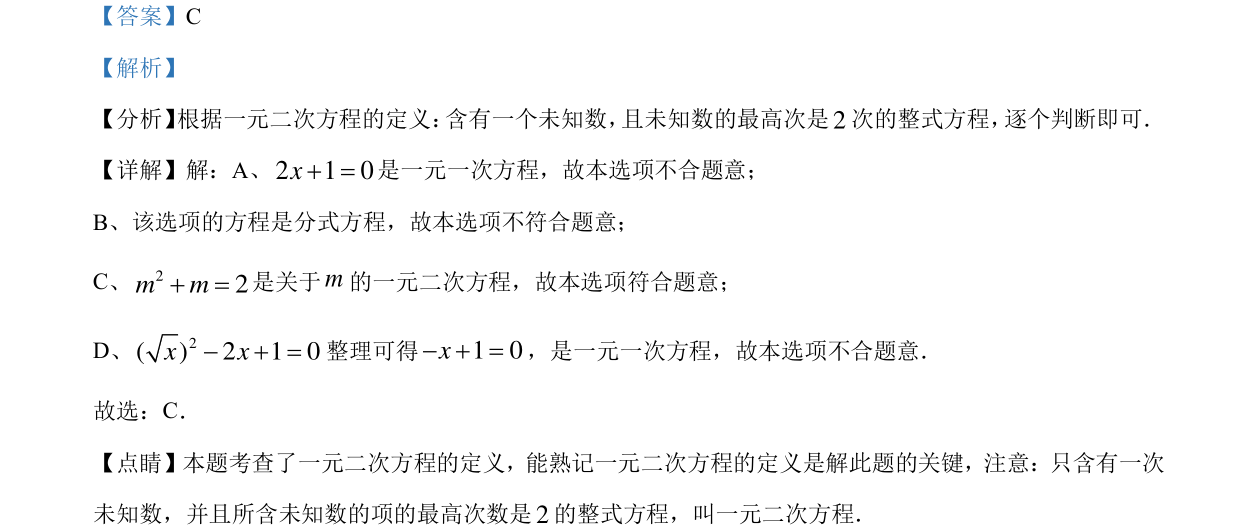 【答案】C
【解析】
【分析】根据一元二次方程的定义：含有一个未知数，且未知数的最高次是 2 次的整式方程，逐个判断即可．
【详解】解：A、2x+1=0是一元一次方程，故本选项不合题意；
B、该选项的方程是分式方程，故本选项不符合题意；
C、m²+m=2是关于m 的一元二次方程，故本选项符合题意；
D、(√x)²−2x+1=0 整理可得−x+1=0，是一元一次方程，故本选项不合题意．
故选：C．
【点睛】本题考查了一元二次方程的定义，能熟记一元二次方程的定义是解此题的关键，注意：只含有一次
未知数，并且所含未知数的项的最高次数是 2 的整式方程，叫一元二次方程．